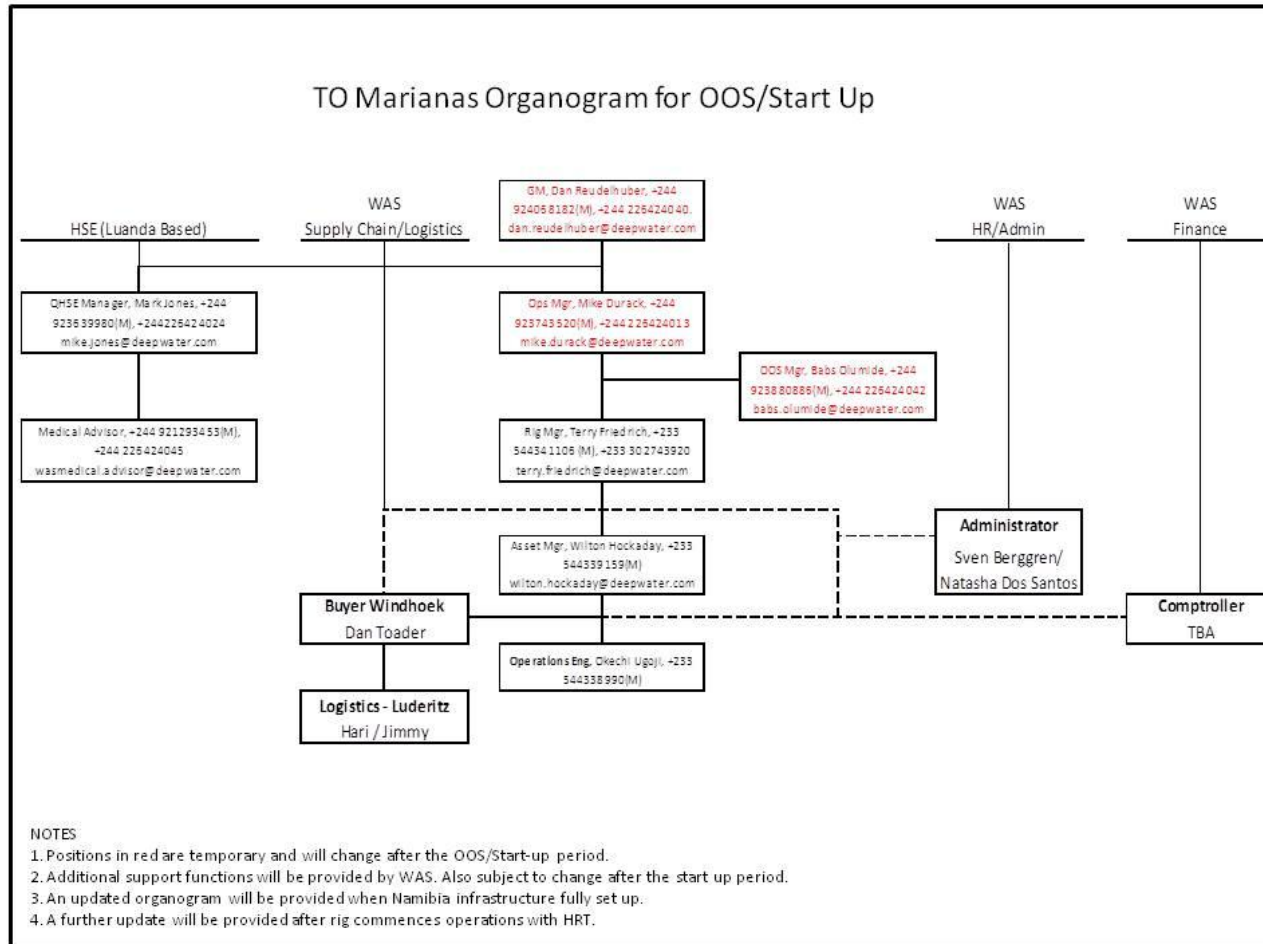 TO Marianas Organogram for OOS/Start Up
HSE (Luanda Based)
WAS
Supply Chain/Logistics
GM, Dan Reudelhuber, +244
924068182(M), +244 226424040.
dan.reudelhuber@deepwater.com
WAS
HR/Admin
WAS
Finance
QHSE Manager, Mark Jones, +244
923639980(M), +244226424024
mike.jones@deepwater.com
Ops Mgr, Mike Durack, +244
923743520(M), +244 226424013
mike.durack@deepwater.com
OOS Mgr, Babs Olumide, +244
923880886(M), +244 226424042
babs.olumide@deepwater.com
Medical Advisor, +244 921293453(M),
+244 226424045
wasmedical.advisor@deepwater.com
Rig Mgr, Terry Friedrich, +233
544341106 (M), +233 302743920
terry.friedrich@deepwater.com
Asset Mgr, Wilton Hockaday, +233
544339159(M)
wilton.hockaday@deepwater.com
Administrator
Sven Berggren/
Natasha Dos Santos
Buyer Windhoek
Dan Toader
Comptroller
TBA
Operations Eng, Okechi Ugoji, +233
544338990(M)
Logistics - Luderitz
Hari / Jimmy
NOTES
1. Positions in red are temporary and will change after the OOS/Start-up period.
2. Additional support functions will be provided by WAS. Also subject to change after the start up period.
3. An updated organogram will be provided when Namibia infrastructure fully set up.
4. A further update will be provided after rig commences operations with HRT.